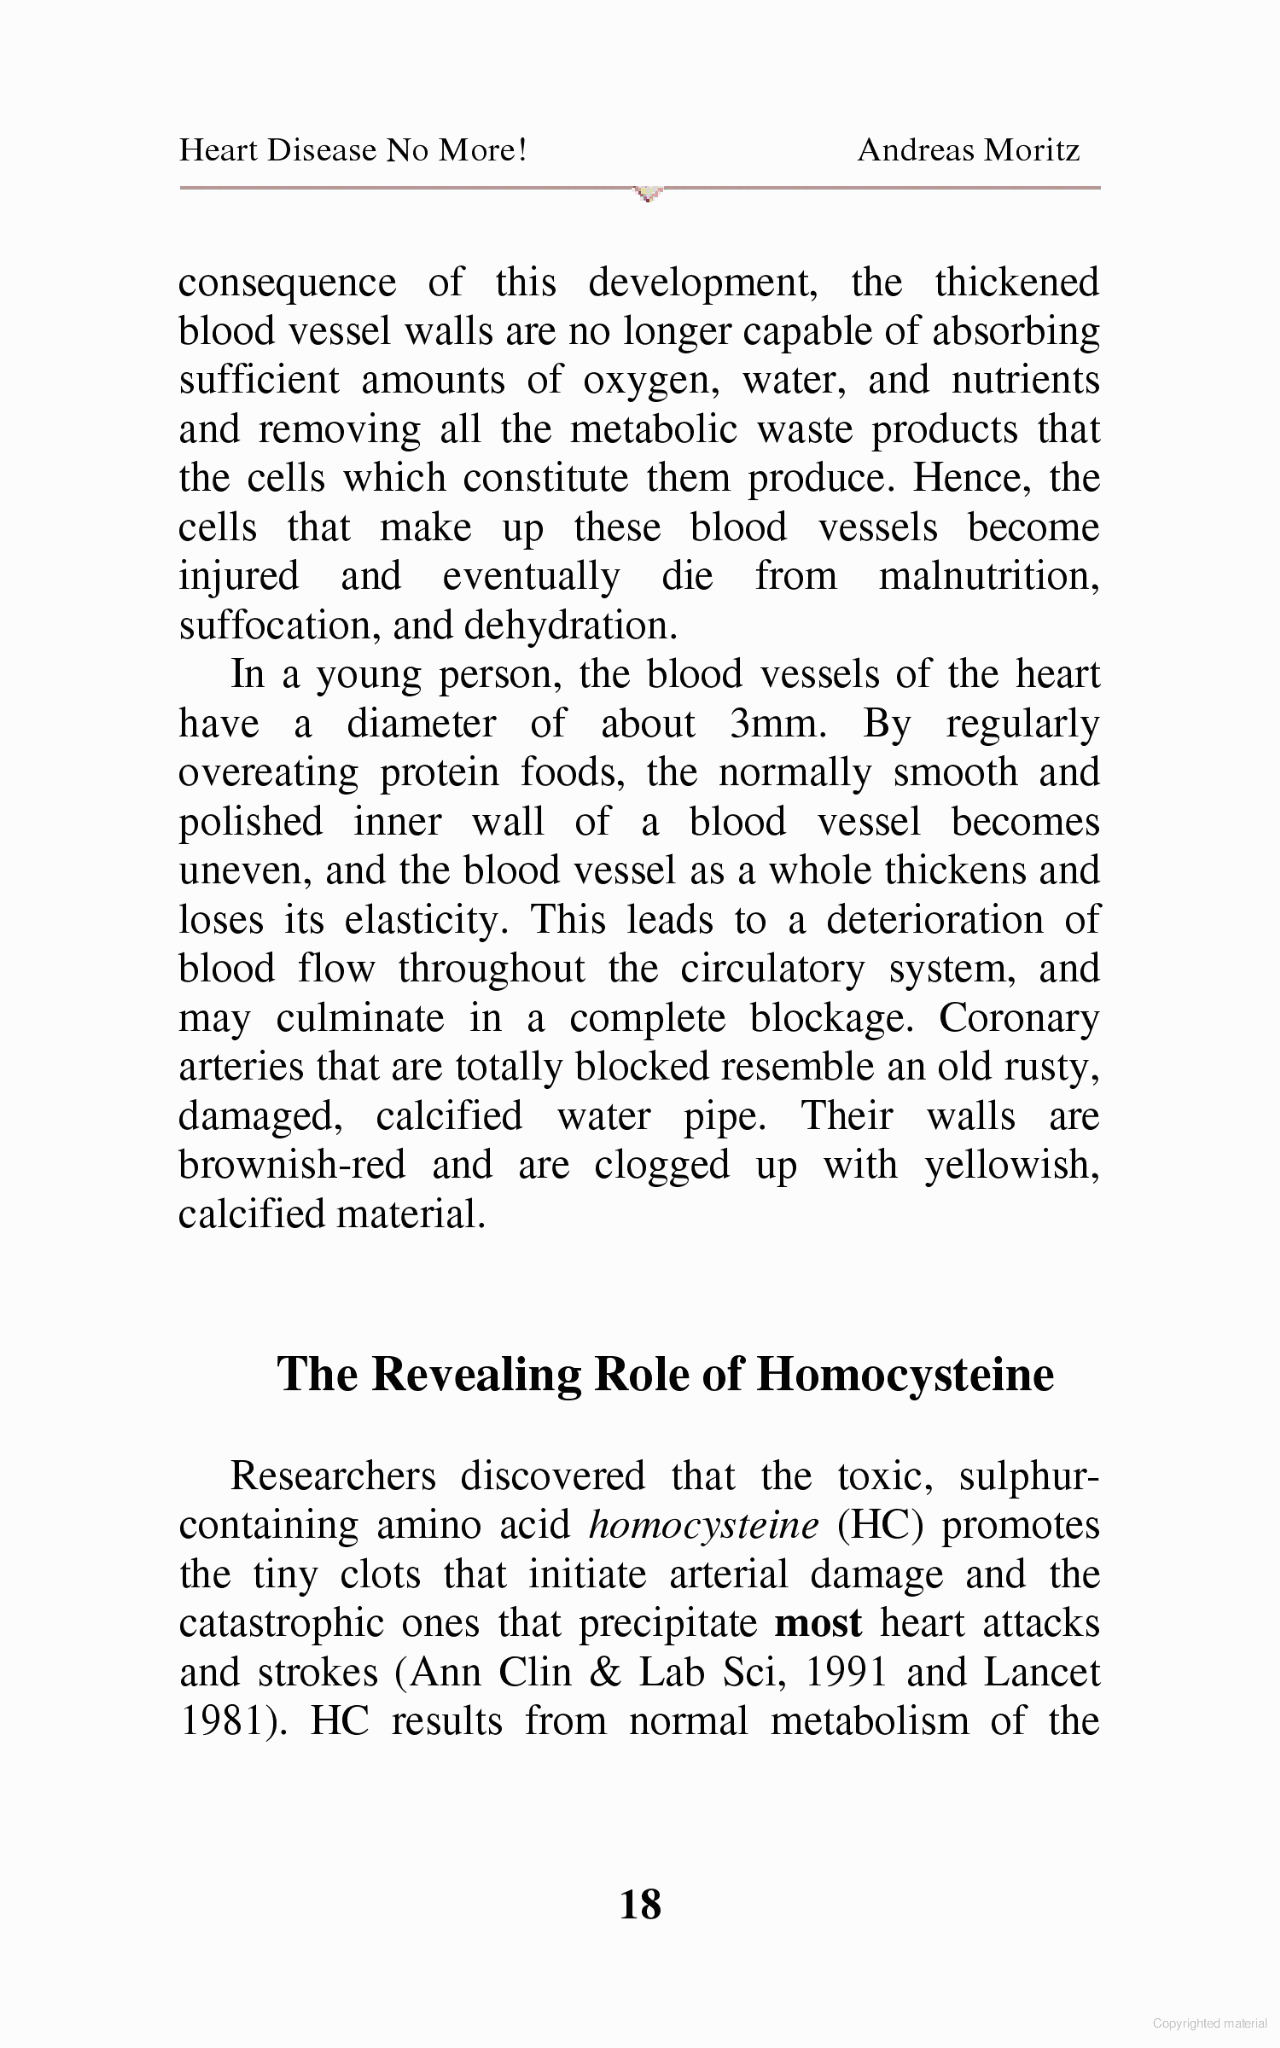 Heart Disease No More! Andreas Moritz
consequence of this development, the thickened
blood vessel walls are no longer capable of absorbing
sufficient amounts of oxygen, water, and nutrients
and removing all the metabolic waste products that
the cells which constitute them produce. Hence, the
cells that make up these blood vessels become
injured and eventually die from malnutrition,
suffocation, and dehydration.
In a young person, the blood vessels of the heart
have a diameter of about 3mm. By regularly
overeating protein foods, the normally smooth and
polished inner wall of a blood vessel becomes
uneven, and the blood vessel as a whole thickens and
loses its elasticity. This leads to a deterioration of
blood flow throughout the circulatory system, and
may culminate in a complete blockage. Coronary
arteries that are totally blocked resemble an old rusty,
damaged, calcified water pipe. Their walls are
brownish-red and are clogged up with yellowish,
calcified material.
The Revealing Role of Homocysteine
Researchers discovered that the toxic, sulphur-
containing amino acid homocysteine (HC) promotes
the tiny clots that initiate arterial damage and the
catastrophic ones that precipitate most heart attacks
and strokes (Ann Clin & Lab Sci, 1991 and Lancet
1981). HC results from normal metabolism of the
18
Copyrighted material